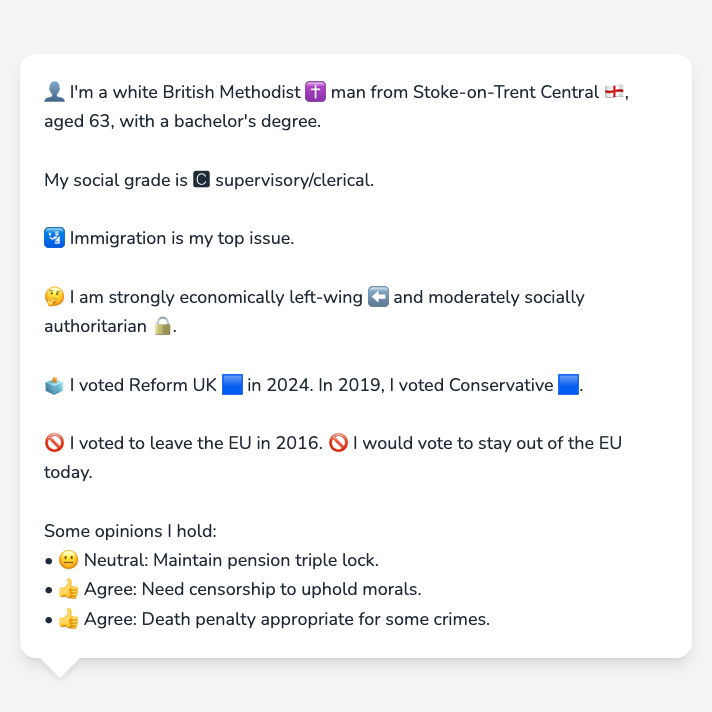 👤 I'm a white British Methodist ✝️ man from Stoke-on-Trent Central 🏴󠁧󠁢󠁥󠁮󠁧󠁿,
aged 63, with a bachelor's degree.
My social grade is 🅲 supervisory/clerical.
🛂 Immigration is my top issue.
🤔 I am strongly economically left-wing ⬅️ and moderately socially
authoritarian 🔒.
🗳️ I voted Reform UK 🟦 in 2024. In 2019, I voted Conservative 🟦.
🚫 I voted to leave the EU in 2016. 🚫 I would vote to stay out of the EU
today.
Some opinions I hold:
• 😐 Neutral: Maintain pension triple lock.
• 👍 Agree: Need censorship to uphold morals.
• 👍 Agree: Death penalty appropriate for some crimes.